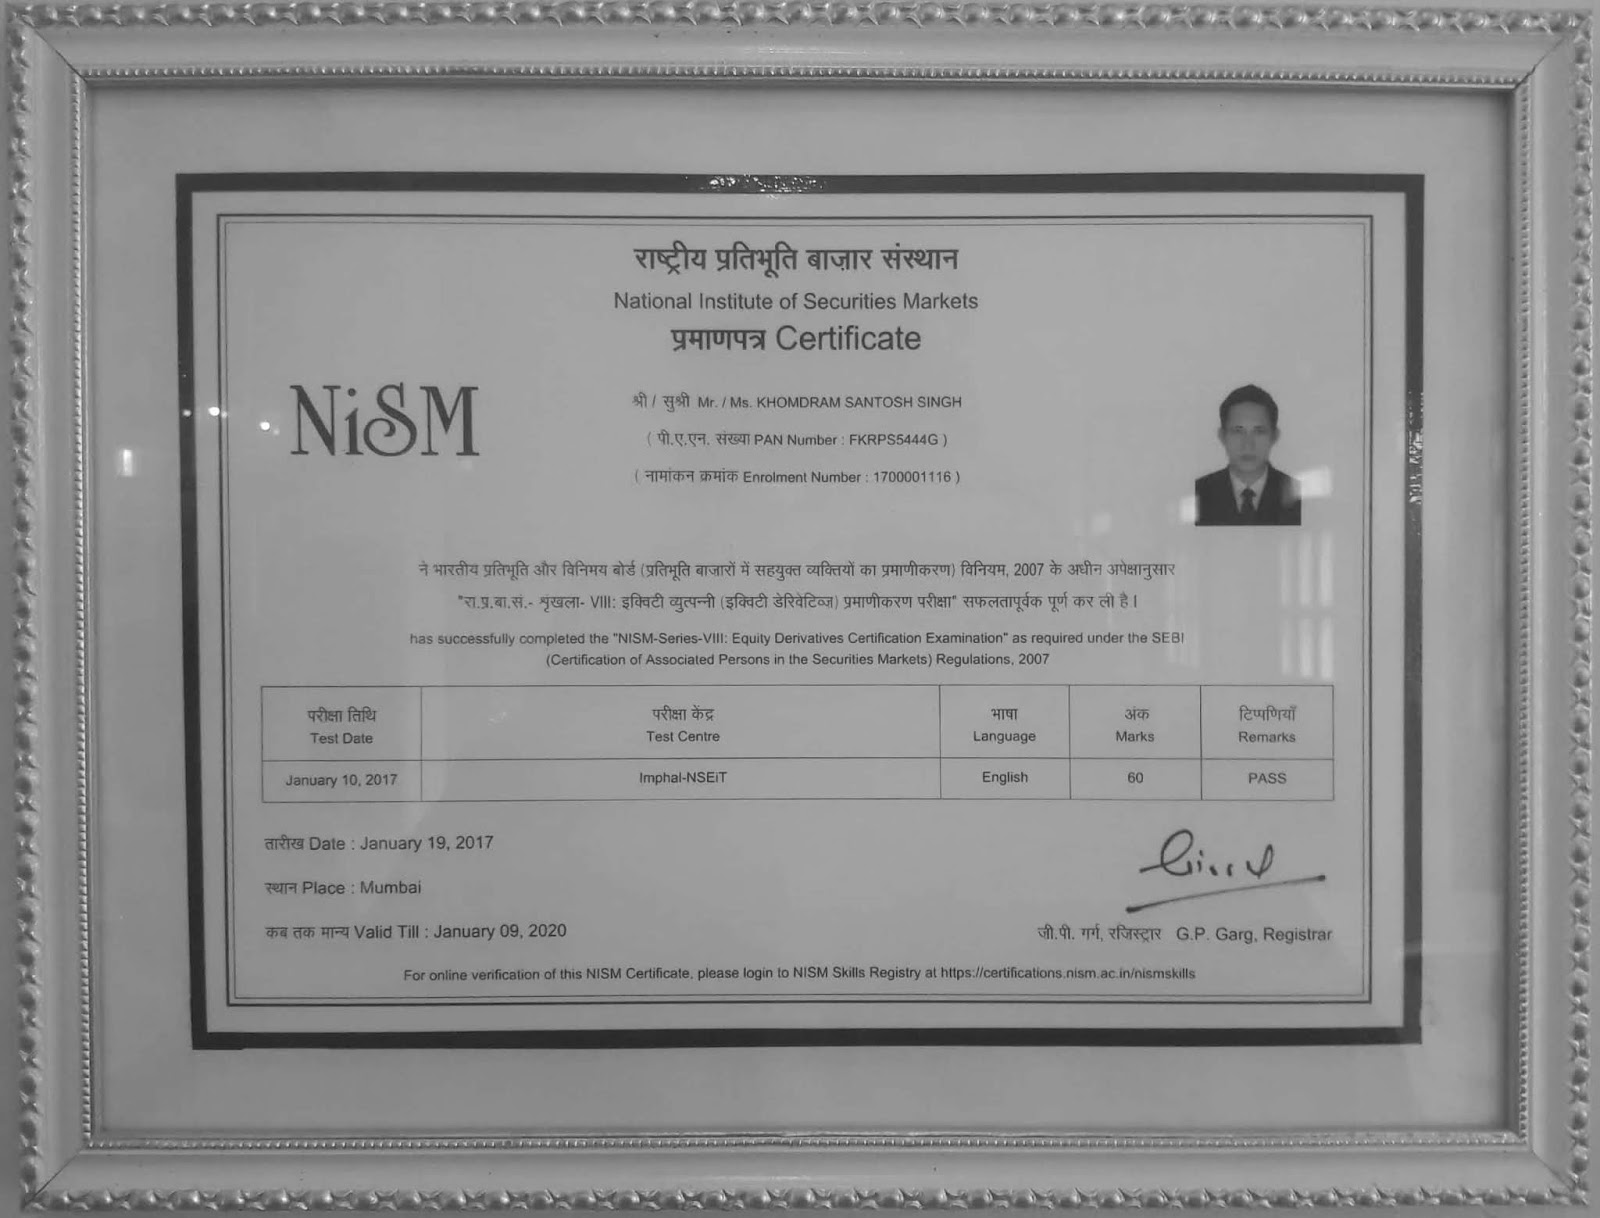 राष्ट्रीय प्रतिभूति बाज़ार संस्थान
National Institute of Securities Markets
प्रमाणपत्र Certificate
NiSM
श्री / सुश्री Mr. / Ms. KHOMDRAM SANTOSH SINGH
( पी.ए.एन. संख्या PAN Number : FKRPS5444G )
( नामांकन क्रमांक Enrolment Number : 1700001116 )
ने भारतीय प्रतिभूति और विनिमय बोर्ड (प्रतिभूति बाजारों में सहयुक्त व्यक्तियों का प्रमाणीकरण) विनियम, 2007 के अधीन अपेक्षानुसार
"रा.प्र.बा.सं.- शृंखला- VIII: इक्विटी व्युत्पन्नी (इक्विटी डेरिवेटिव्ज) प्रमाणीकरण परीक्षा" सफलतापूर्वक पूर्ण कर ली है।
has successfully completed the "NISM-Series-VIII: Equity Derivatives Certification Examination" as required under the SEBI
(Certification of Associated Persons in the Securities Markets) Regulations, 2007
परीक्षा तिथि परीक्षा केंद्र भाषा अंक टिप्पणियाँ
Test Date Test Centre Language Marks Remarks
January 10, 2017 Imphal-NSEiT English 60 PASS
तारीख Date : January 19, 2017
स्थान Place : Mumbai
कब तक मान्य Valid Till : January 09, 2020
जी.पी. गर्ग, रजिस्ट्रार G.P. Garg, Registrar
For online verification of this NISM Certificate, please login to NISM Skills Registry at https://certifications.nism.ac.in/nismskills